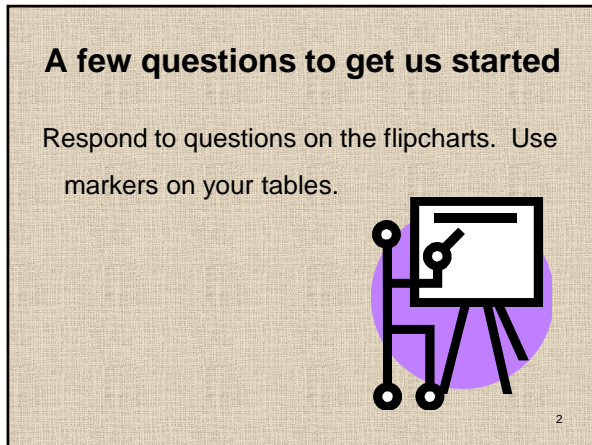 A few questions to get us started
Respond to questions on the flipcharts.  Use
markers on your tables.
2